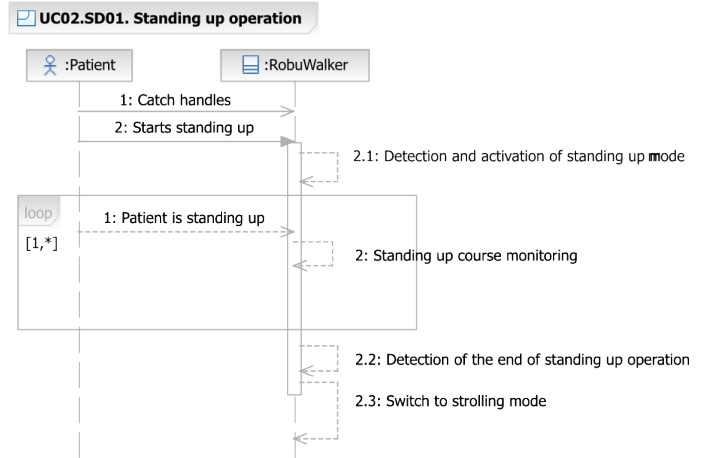 UC02.SD01. Standing up operation
:Patient
:RobuWalker
1: Catch handles
2: Starts standing up
2.1: Detection and activation of standing up mode
loop
1: Patient is standing up
[1,*]
2: Standing up course monitoring
2.2: Detection of the end of standing up operation
2.3: Switch to strolling mode